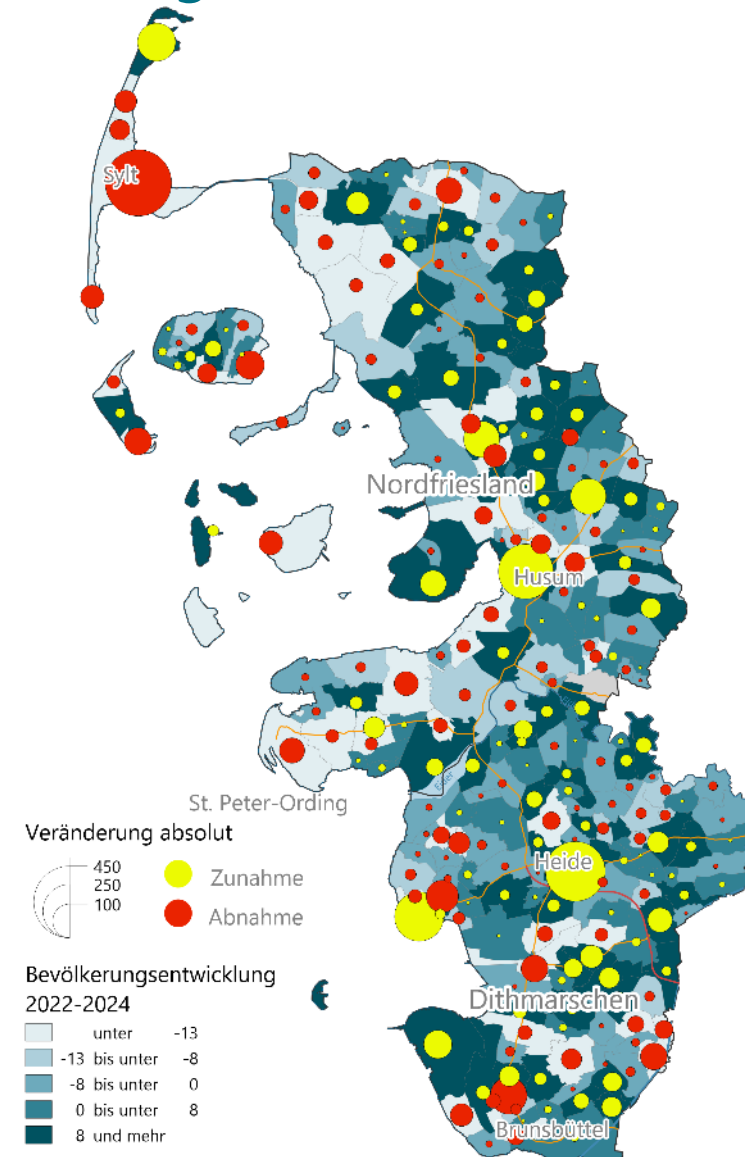 Sylt
Nordfriesland
Husum
St. Peter-Ording
Eider
Heide
Dithmarschen
Brunsbüttel
Veränderung absolut
450
250
100
Zunahme
Abnahme
Bevölkerungsentwicklung
2022-2024
unter -13
-13 bis unter -8
-8 bis unter 0
0 bis unter 8
8 und mehr